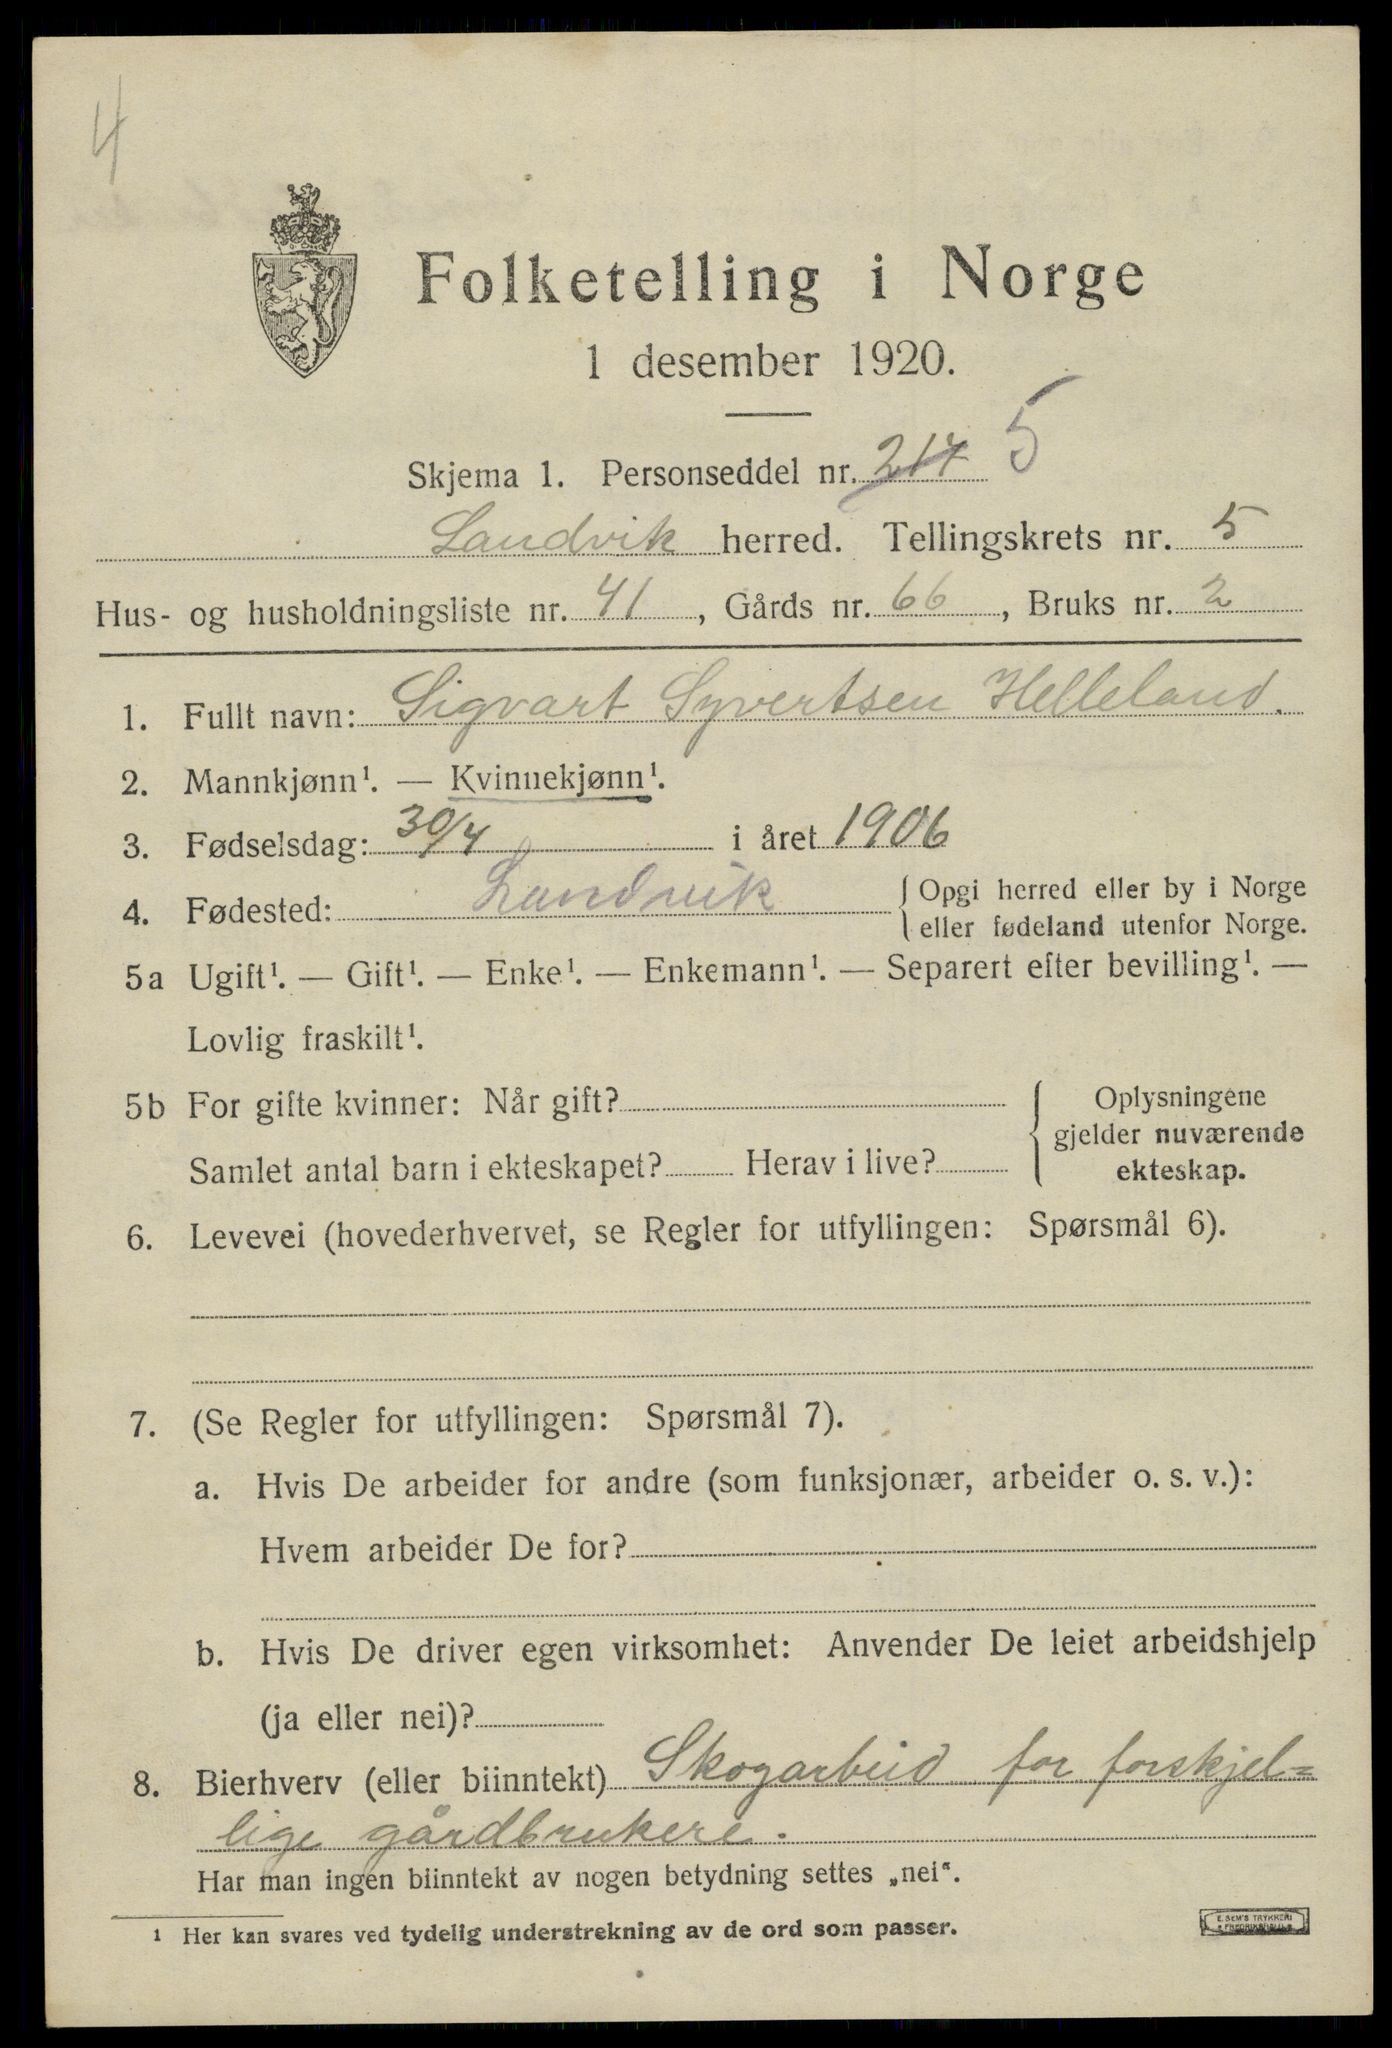 4
Folketelling i Norge
1 desember 1920.
Skjema 1. Personseddel nr. 217 5
Landvik herred. Tellingskrets nr. 5
Hus- og husholdningsliste nr. 41, Gårds nr. 66, Bruks nr. 2
1. Fullt navn: Sigvart Syvertsen Helleland.
2. Mannkjønn¹. — Kvinnekjønn¹.
3. Fødselsdag: 30/4 i året 1906
4. Fødested: Landvik { Opgi herred eller by i Norge
eller fødeland utenfor Norge.
5a Ugift¹. — Gift¹. — Enke¹. — Enkemann¹. — Separert efter bevilling¹. —
Lovlig fraskilt¹.
5b For gifte kvinner: Når gift?
Samlet antal barn i ekteskapet? Herav i live?
Oplysningene
gjelder nuværende
ekteskap.
6. Levevei (hovederhvervet, se Regler for utfyllingen: Spørsmål 6).
7. (Se Regler for utfyllingen: Spørsmål 7).
a. Hvis De arbeider for andre (som funksjonær, arbeider o. s. v.):
Hvem arbeider De for?
b. Hvis De driver egen virksomhet: Anvender De leiet arbeidshjelp
(ja eller nei)?
8. Bierhverv (eller biinntekt) Skogarbeid for forskjel=
lige gårdbrukere.
Har man ingen biinntekt av nogen betydning settes „nei“.
¹ Her kan svares ved tydelig understrekning av de ord som passer.
E. SEM'S TRYKKERI
FREDRIKSHALD